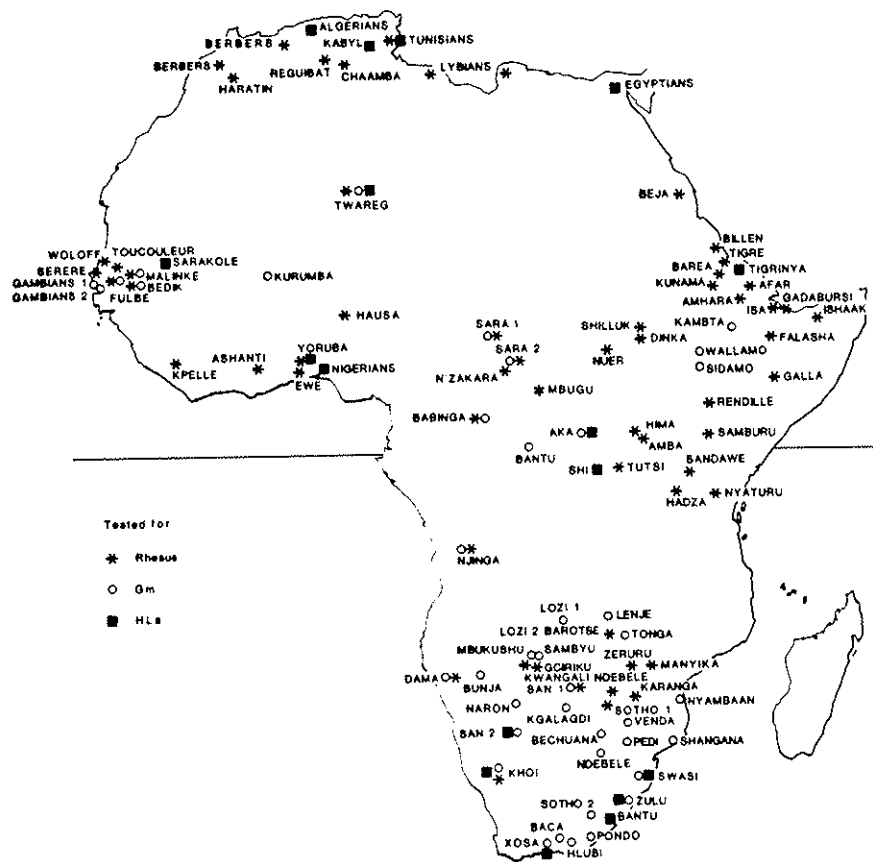 ALGERIANS
BERBERS
KABYL
TUNISIANS
BERBERS
REGUIBAT
CHAAMBA
LYBIANS
HARATIN
EGYPTIANS
TWAREG
BEJA
BILLEN
TIGRE
WOLOFF
TOUCOULEUR
SARAKOLE
BAREA
TIGRINYA
SERERE
MALINKE
KURUMBA
KUNAMA
AFAR
GAMBIANS 1
BEDIK
GAMBIANS 2
FULBE
AMHARA
GADABURSI
ISA
ISHAAK
HAUSA
SARA 1
SHILLUK
KAMBTA
DINKA
FALASHA
YORUBA
SARA 2
NUER
WALLAMO
ASHANTI
NIGERIANS
KPELLE
EWE
N'ZAKARA
SIDAMO
GALLA
MBUGU
RENDILLE
BABINGA
AKA
HIMA
AMBA
SAMBURU
BANTU
SHI
TUTSI
SANDAWE
HADZA
NYATURU
Tested for
Rhesus
Gm
HLa
NJINGA
LOZI 1
LENJE
LOZI 2
BAROTSE
TONGA
MBUKUSHU
SAMBYU
ZERURU
GCIRIKU
MANYIKA
DAMA
BUNJA
KWANGALI
NDEBELE
SAN 1
KARANGA
NYAMBAAN
NARON
KGALAGDI
SOTHO 1
VENDA
SAN 2
BECHUANA
PEDI
SHANGANA
NDEBELE
KHOI
SWASI
SOTHO 2
ZULU
BANTU
BACA
PONDO
XOSA
HLUBI